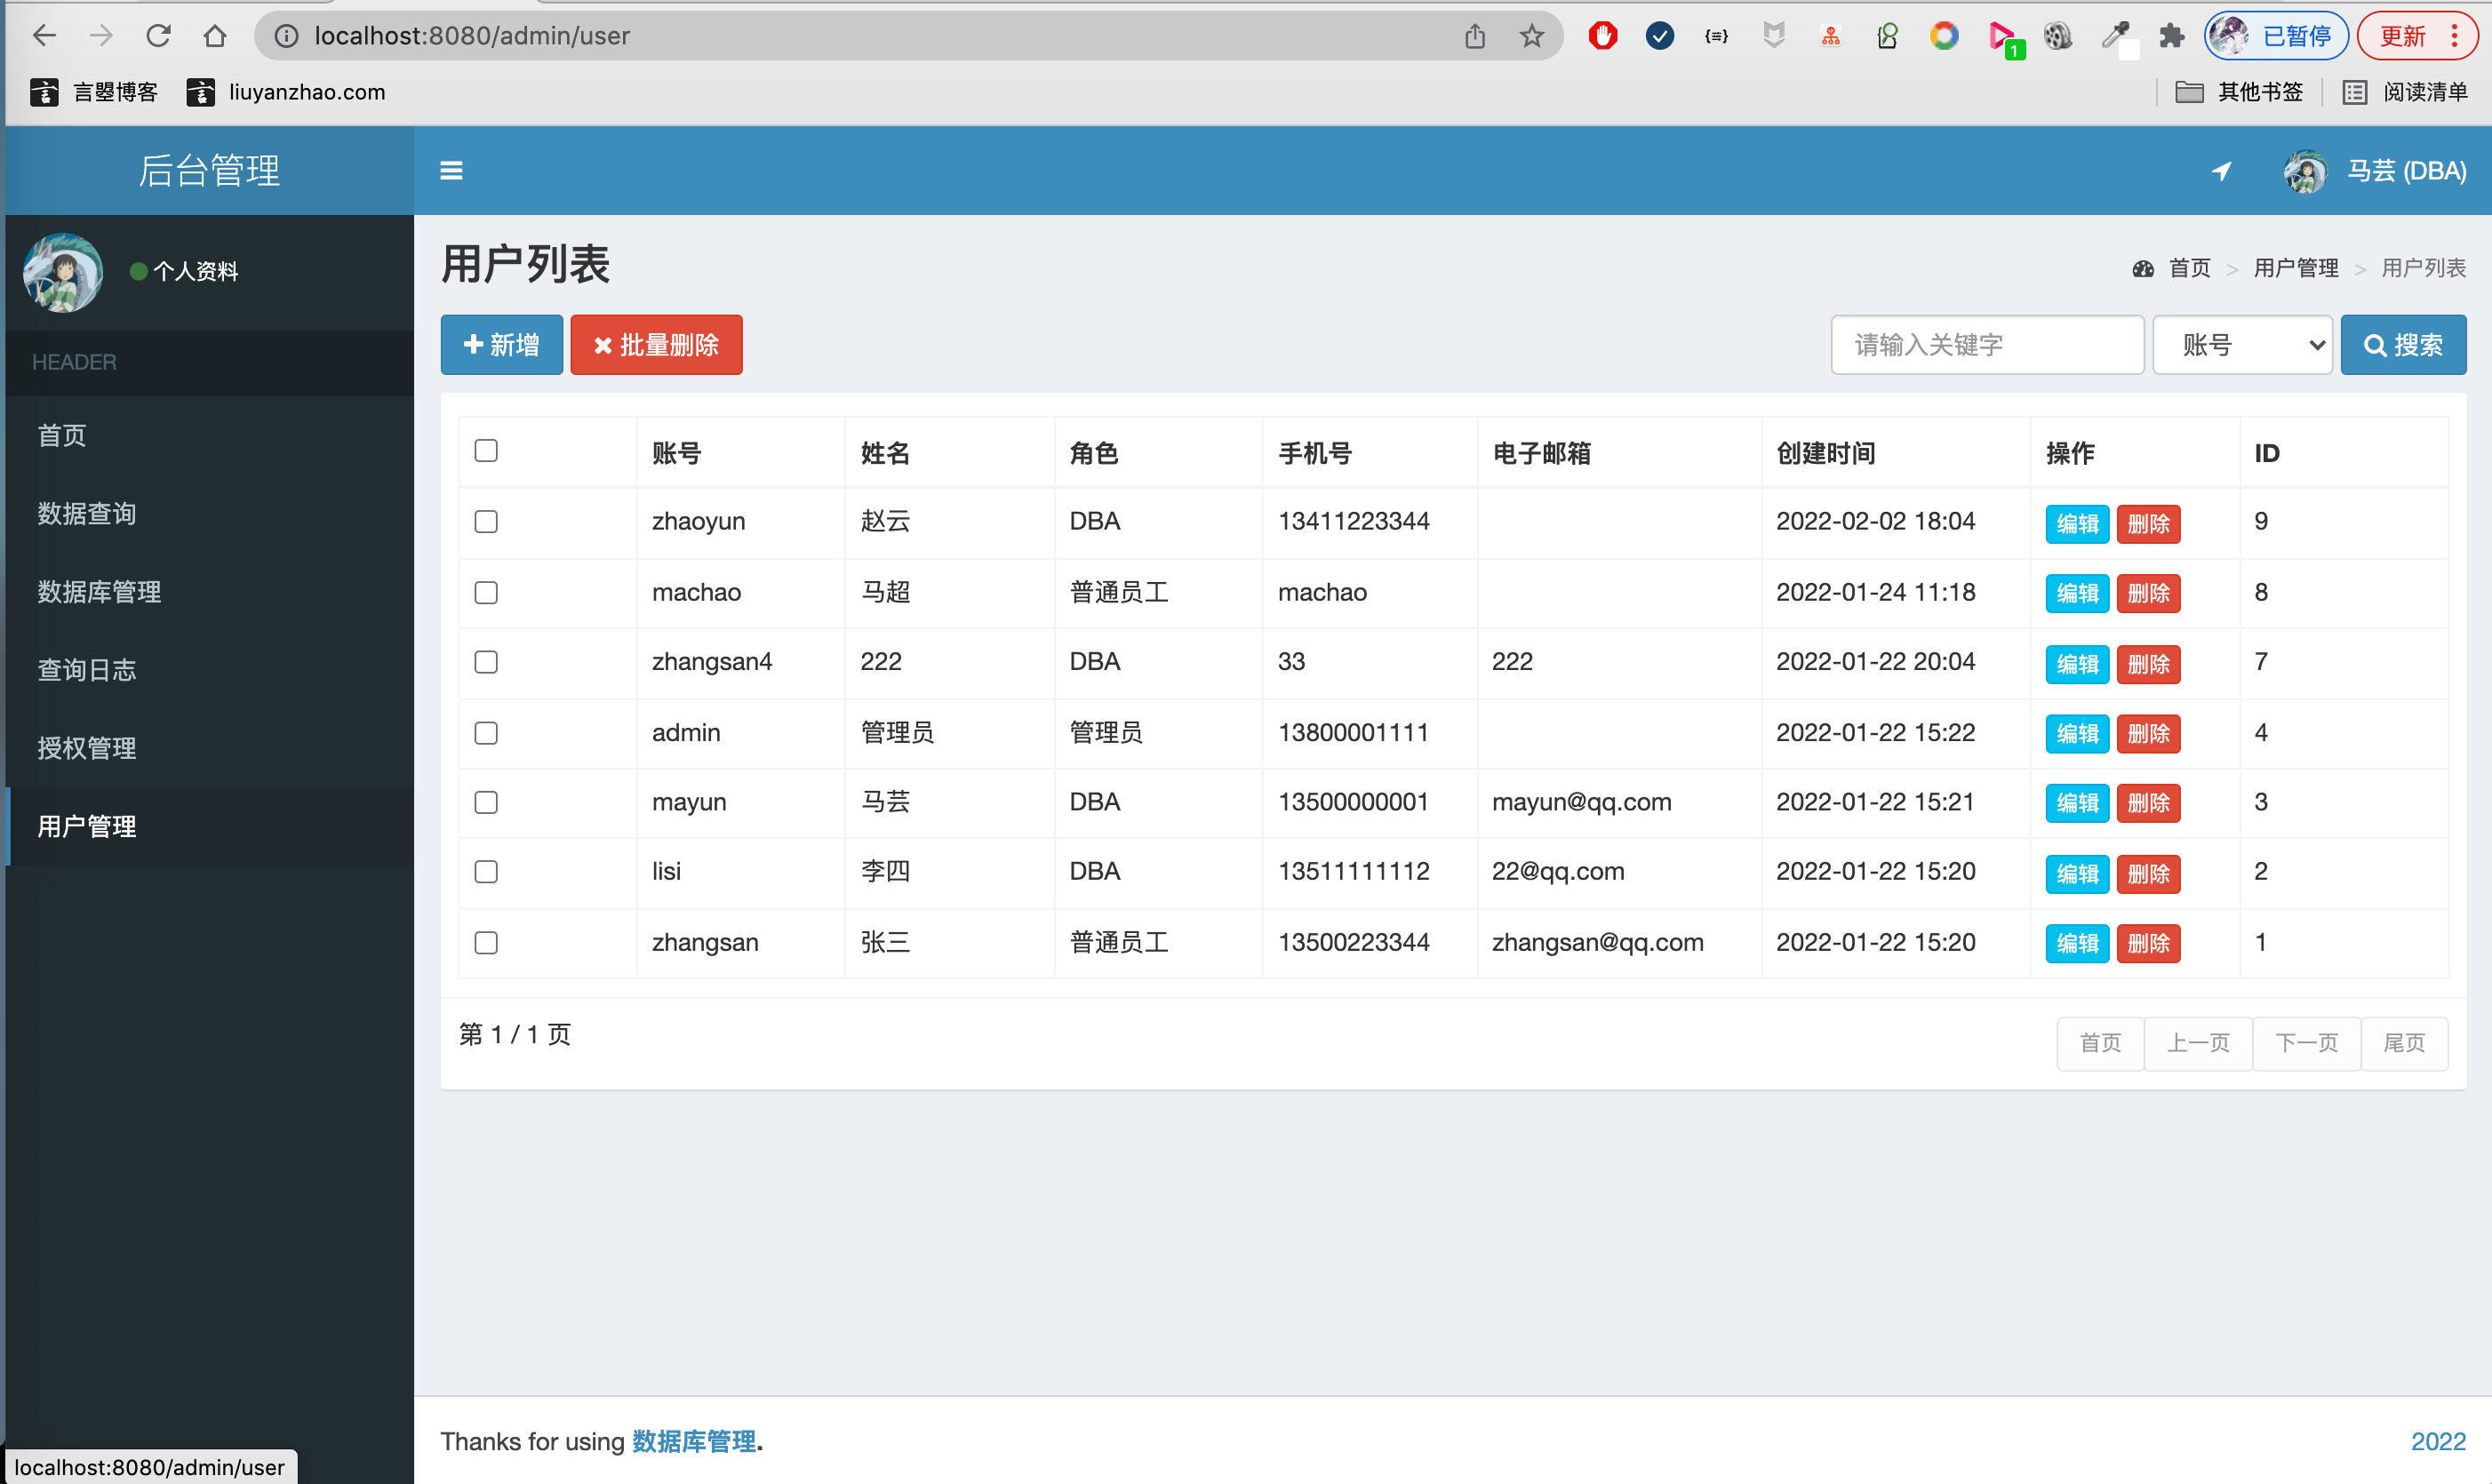 localhost:8080/admin/user
1
已暂停
更新
言曌博客
liuyanzhao.com
其他书签
阅读清单
后台管理
马芸 (DBA)
个人资料
HEADER
首页
数据查询
数据库管理
查询日志
授权管理
用户管理
用户列表
首页 > 用户管理 > 用户列表
新增
批量删除
请输入关键字
账号
搜索
账号 姓名 角色 手机号 电子邮箱 创建时间 操作 ID
zhaoyun 赵云 DBA 13411223344 2022-02-02 18:04 编辑 删除 9
machao 马超 普通员工 machao 2022-01-24 11:18 编辑 删除 8
zhangsan4 222 DBA 33 222 2022-01-22 20:04 编辑 删除 7
admin 管理员 管理员 13800001111 2022-01-22 15:22 编辑 删除 4
mayun 马芸 DBA 13500000001 mayun@qq.com 2022-01-22 15:21 编辑 删除 3
lisi 李四 DBA 13511111112 22@qq.com 2022-01-22 15:20 编辑 删除 2
zhangsan 张三 普通员工 13500223344 zhangsan@qq.com 2022-01-22 15:20 编辑 删除 1
第 1 / 1 页
首页 上一页 下一页 尾页
Thanks for using 数据库管理.
2022
localhost:8080/admin/user